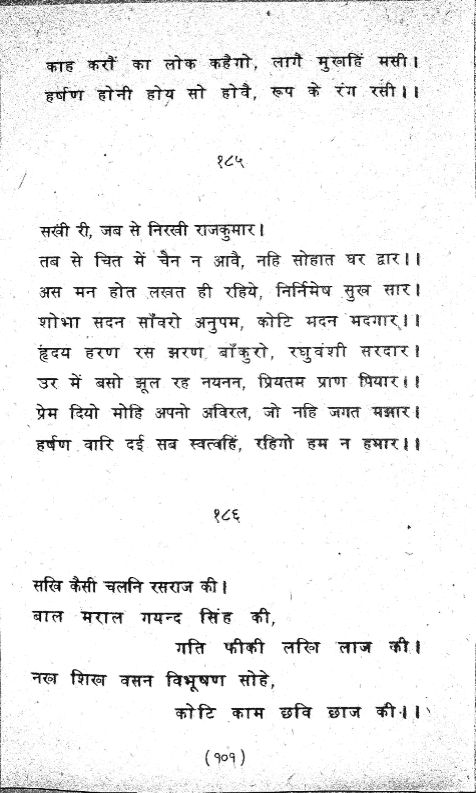 काह करौं का लोक कहैगो, लागै मुखहिं मसी।
हर्षण होनी होय सो होवै, रूप के रंग रसी।।
१८५
सखी री, जब से निरखी राजकुमार।
तब से चित में चैन न आवै, नहि सोहात घर द्वार।।
अस मन होत लखत ही रहिये, निर्निमेष सुख सार।
शोभा सदन साँवरो अनुपम, कोटि मदन मदगार।।
हृदय हरण रस झरण बाँकुरो, रघुवंशी सरदार।
उर में बसो झूल रह नयनन, प्रियतम प्राण पियार।।
प्रेम दियो मोहि अपनो अविरल, जो नहि जगत मझार।
हर्षण वारि दई सब स्वत्वहिं, रहिगो हम न हमार।।
१८६
सखि कैसी चलनि रसराज की।
बाल मराल गयन्द सिंह की,
गति फीकी लखि लाज की।
नख शिख वसन विभूषण सोहे,
कोटि काम छवि छाज की।।
(१०१)